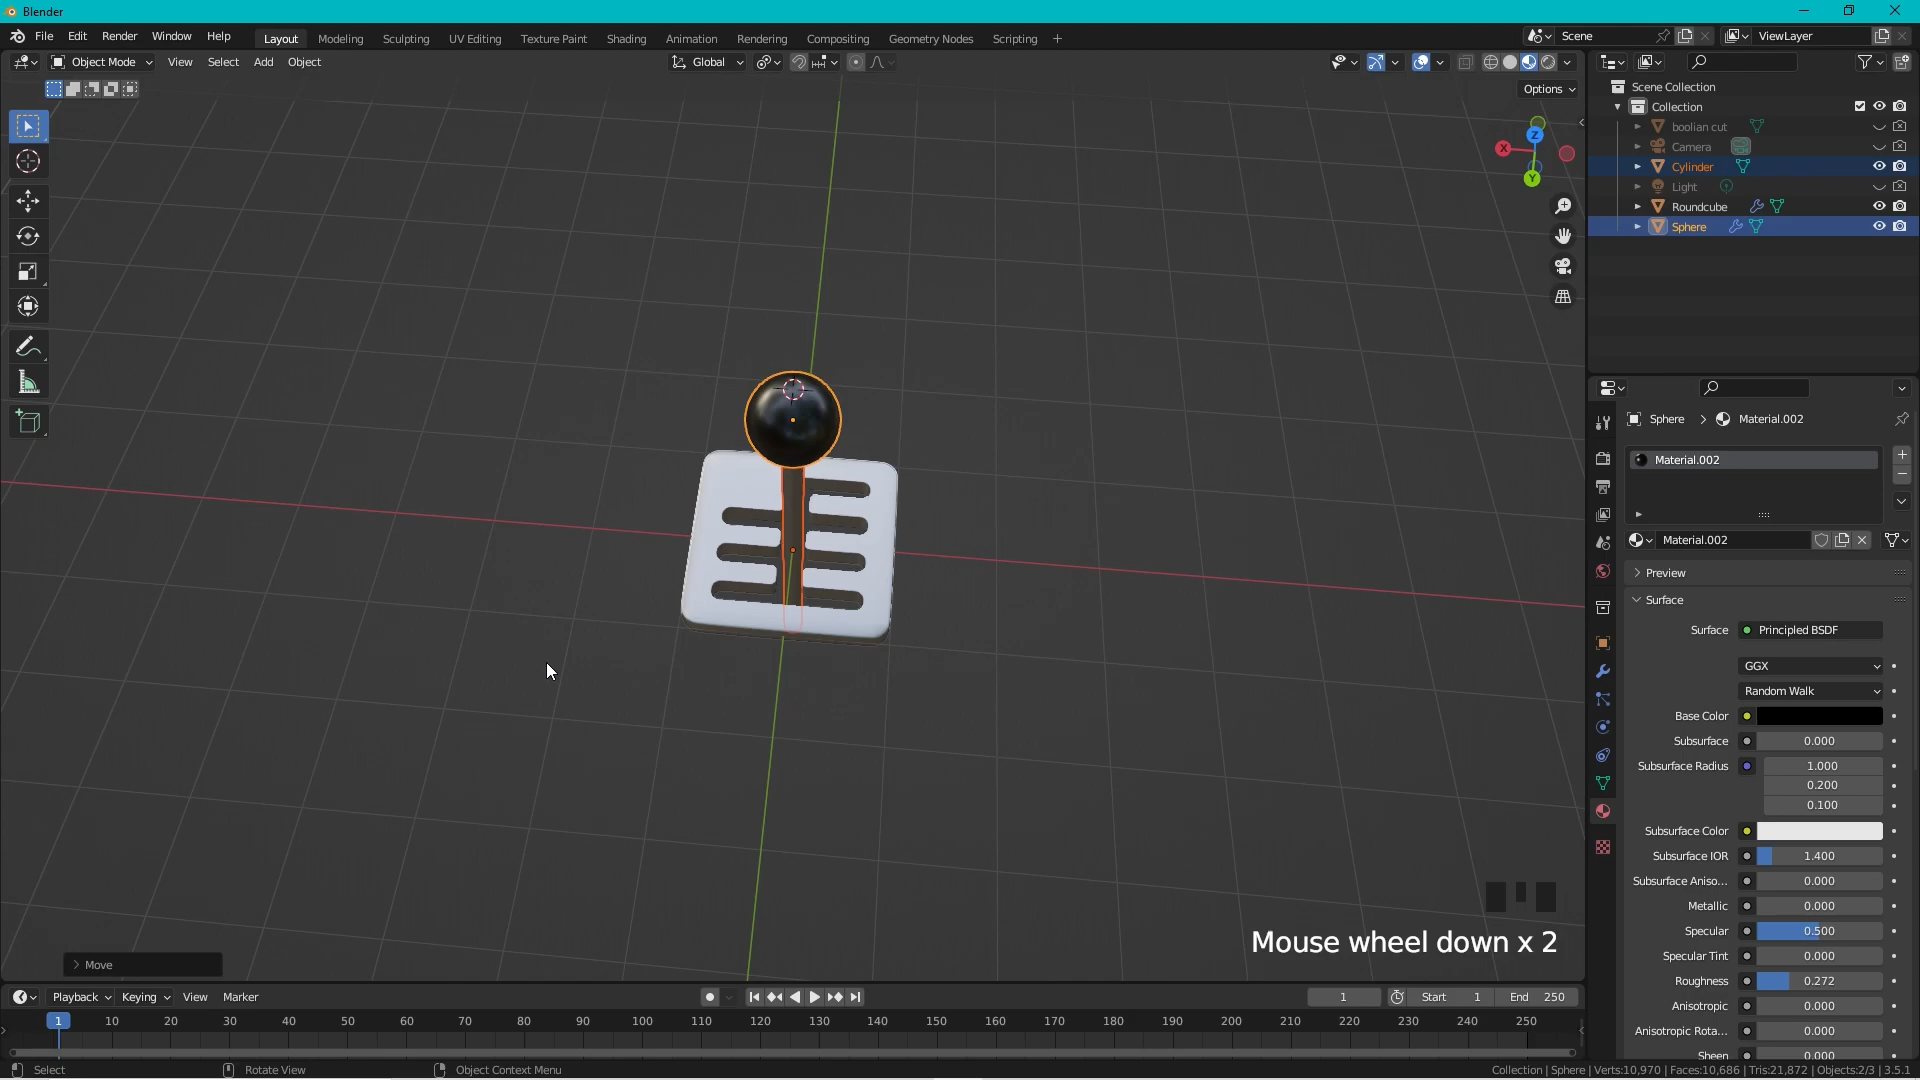 Blender
File Edit Render Window Help Layout Modeling Sculpting UV Editing Texture Paint Shading Animation Rendering Compositing Geometry Nodes Scripting + Scene ViewLayer
Object Mode View Select Add Object Global
Options
Scene Collection
Collection
boolian cut
Camera
Cylinder
Light
Roundcube
Sphere
X Y Z
Sphere > Material.002
Material.002
Material.002
Preview
Surface
Surface Principled BSDF
GGX
Random Walk
Base Color
Subsurface 0.000
Subsurface Radius 1.000
0.200
0.100
Subsurface Color
Subsurface IOR 1.400
Subsurface Aniso... 0.000
Metallic 0.000
Specular 0.500
Specular Tint 0.000
Roughness 0.272
Anisotropic 0.000
Anisotropic Rota... 0.000
Sheen 0.000
Mouse wheel down x 2
> Move
Playback Keying View Marker 1 Start 1 End 250
1 10 20 30 40 50 60 70 80 90 100 110 120 130 140 150 160 170 180 190 200 210 220 230 240 250
Select Rotate View Object Context Menu Collection | Sphere | Verts:10,970 | Faces:10,686 | Tris:21,872 | Objects:2/3 | 3.5.1